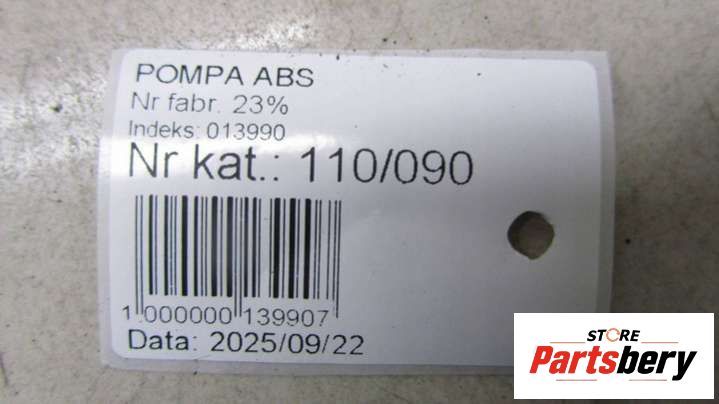 POMPA ABS
Nr fabr. 23%
Indeks: 013990
Nr kat.: 110/090
1 000000 139907
Data: 2025/09/22
STORE
Partsbery